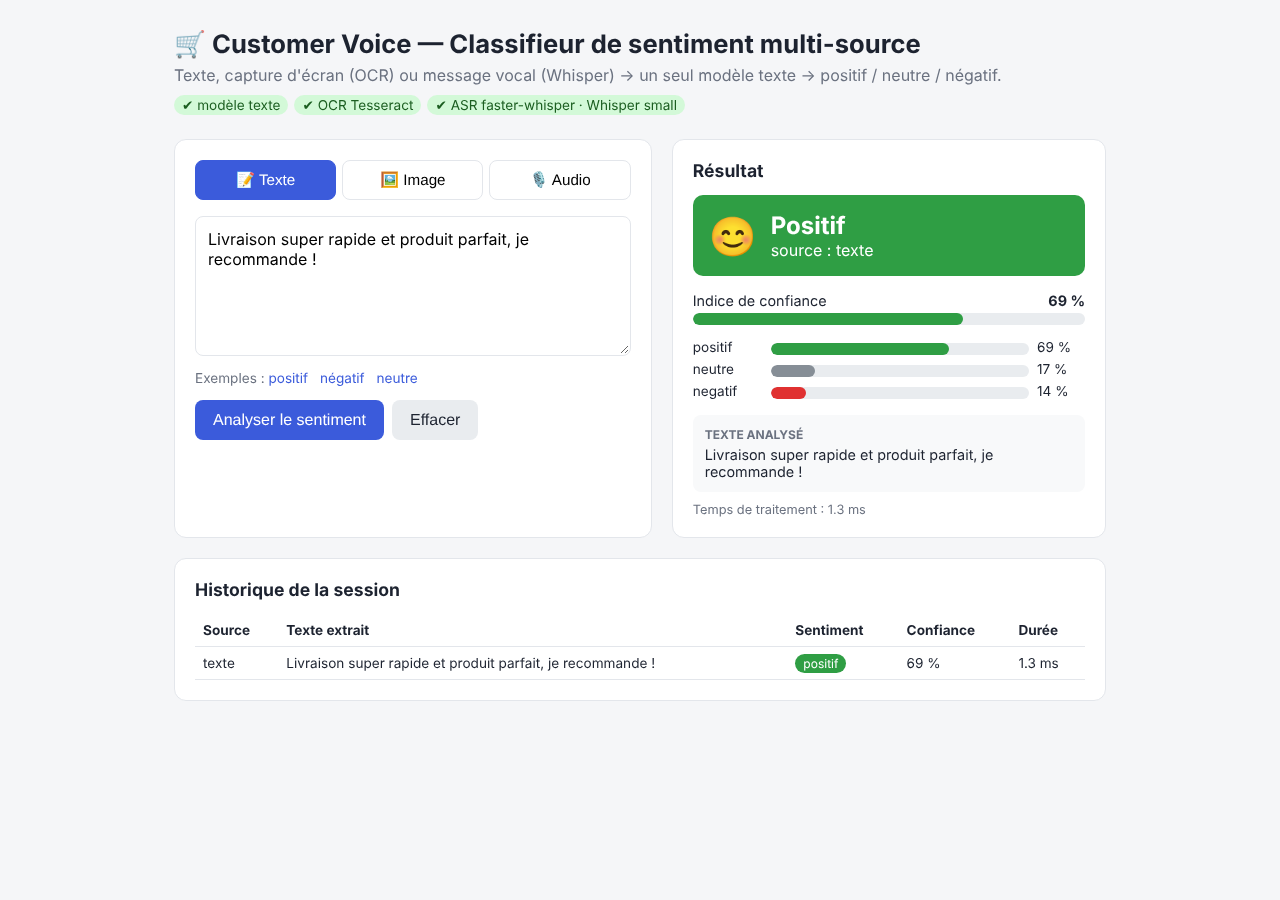 🛒 Customer Voice — Classifieur de sentiment multi-source
Texte, capture d'écran (OCR) ou message vocal (Whisper) → un seul modèle texte → positif / neutre / négatif.
✔ modèle texte ✔ OCR Tesseract ✔ ASR faster-whisper · Whisper small
📝 Texte 🖼️ Image 🎙️ Audio
Livraison super rapide et produit parfait, je
recommande !
Exemples : positif négatif neutre
Analyser le sentiment Effacer
Résultat
😊 Positif
source : texte
Indice de confiance 69 %
positif 69 %
neutre 17 %
negatif 14 %
TEXTE ANALYSÉ
Livraison super rapide et produit parfait, je
recommande !
Temps de traitement : 1.3 ms
Historique de la session
Source Texte extrait Sentiment Confiance Durée
texte Livraison super rapide et produit parfait, je recommande ! positif 69 % 1.3 ms